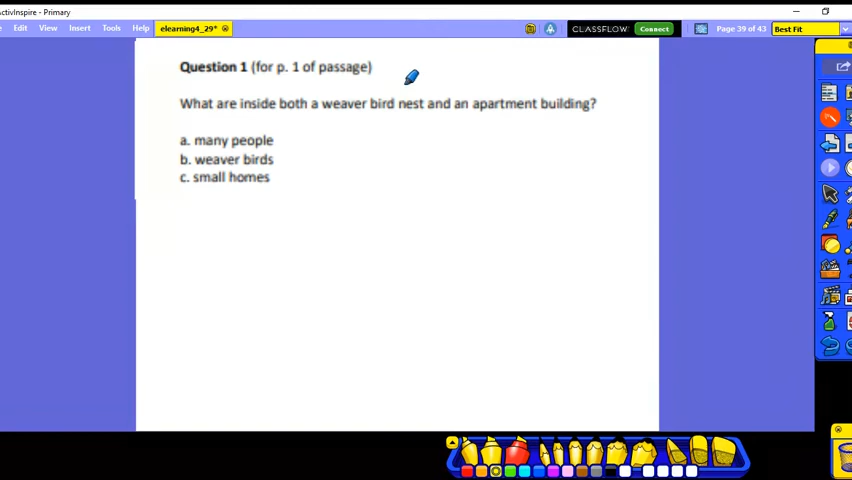 ActivInspire - Primary
Edit View Insert Tools Help elearning4_29* CLASSFLOW Connect Page 39 of 43 Best Fit
Question 1 (for p. 1 of passage)
What are inside both a weaver bird nest and an apartment building?
a. many people
b. weaver birds
c. small homes